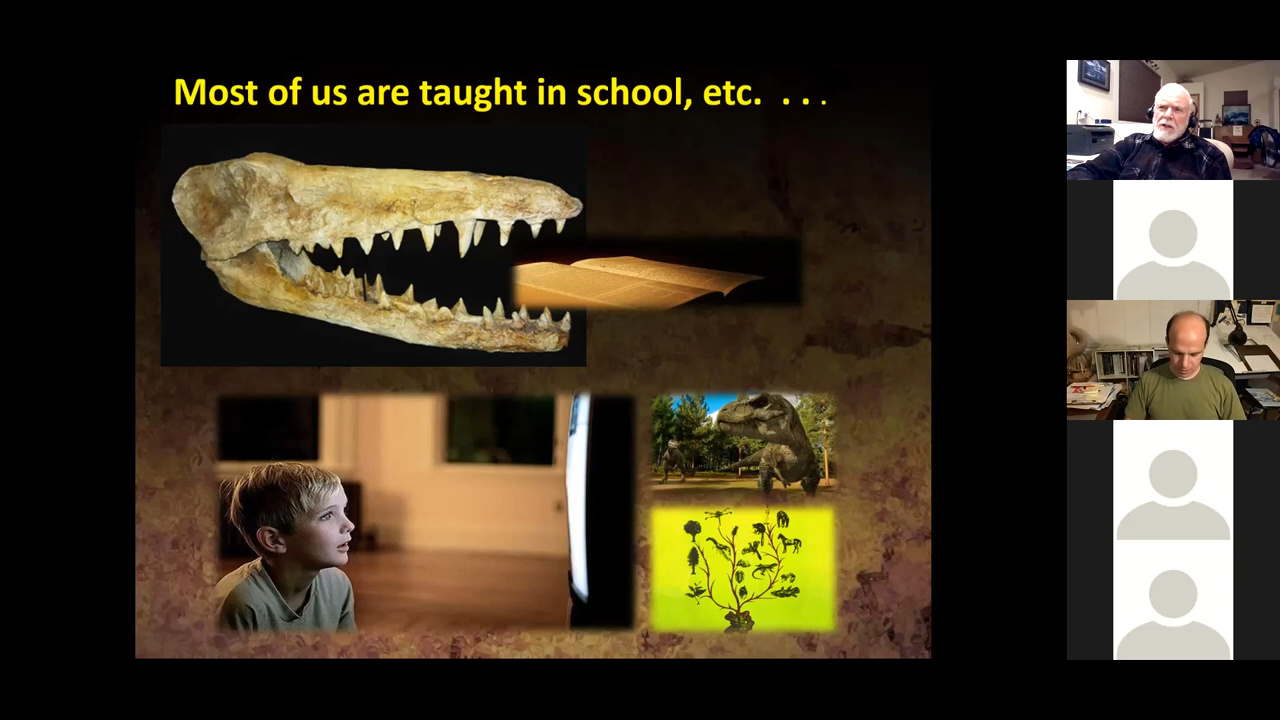 Most of us are taught in school, etc.  . . .